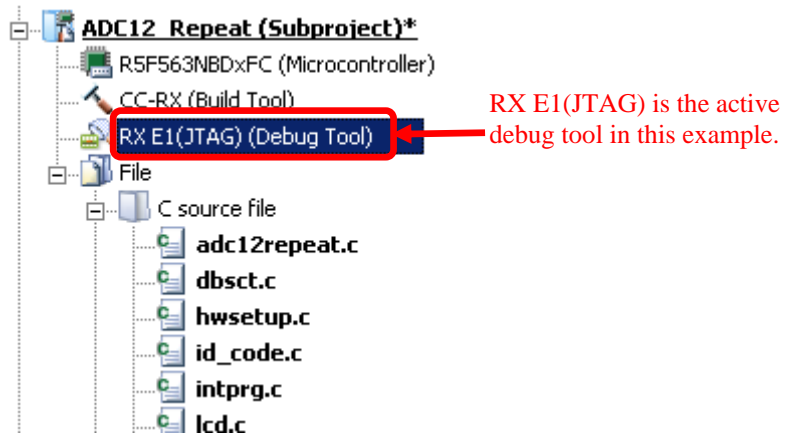 ADC12_Repeat (Subproject)*
R5F563NBDxFC (Microcontroller)
CC-RX (Build Tool)
RX E1(JTAG) (Debug Tool)
RX E1(JTAG) is the active
debug tool in this example.
File
C source file
adc12repeat.c
dbsct.c
hwsetup.c
id_code.c
intprg.c
lcd.c